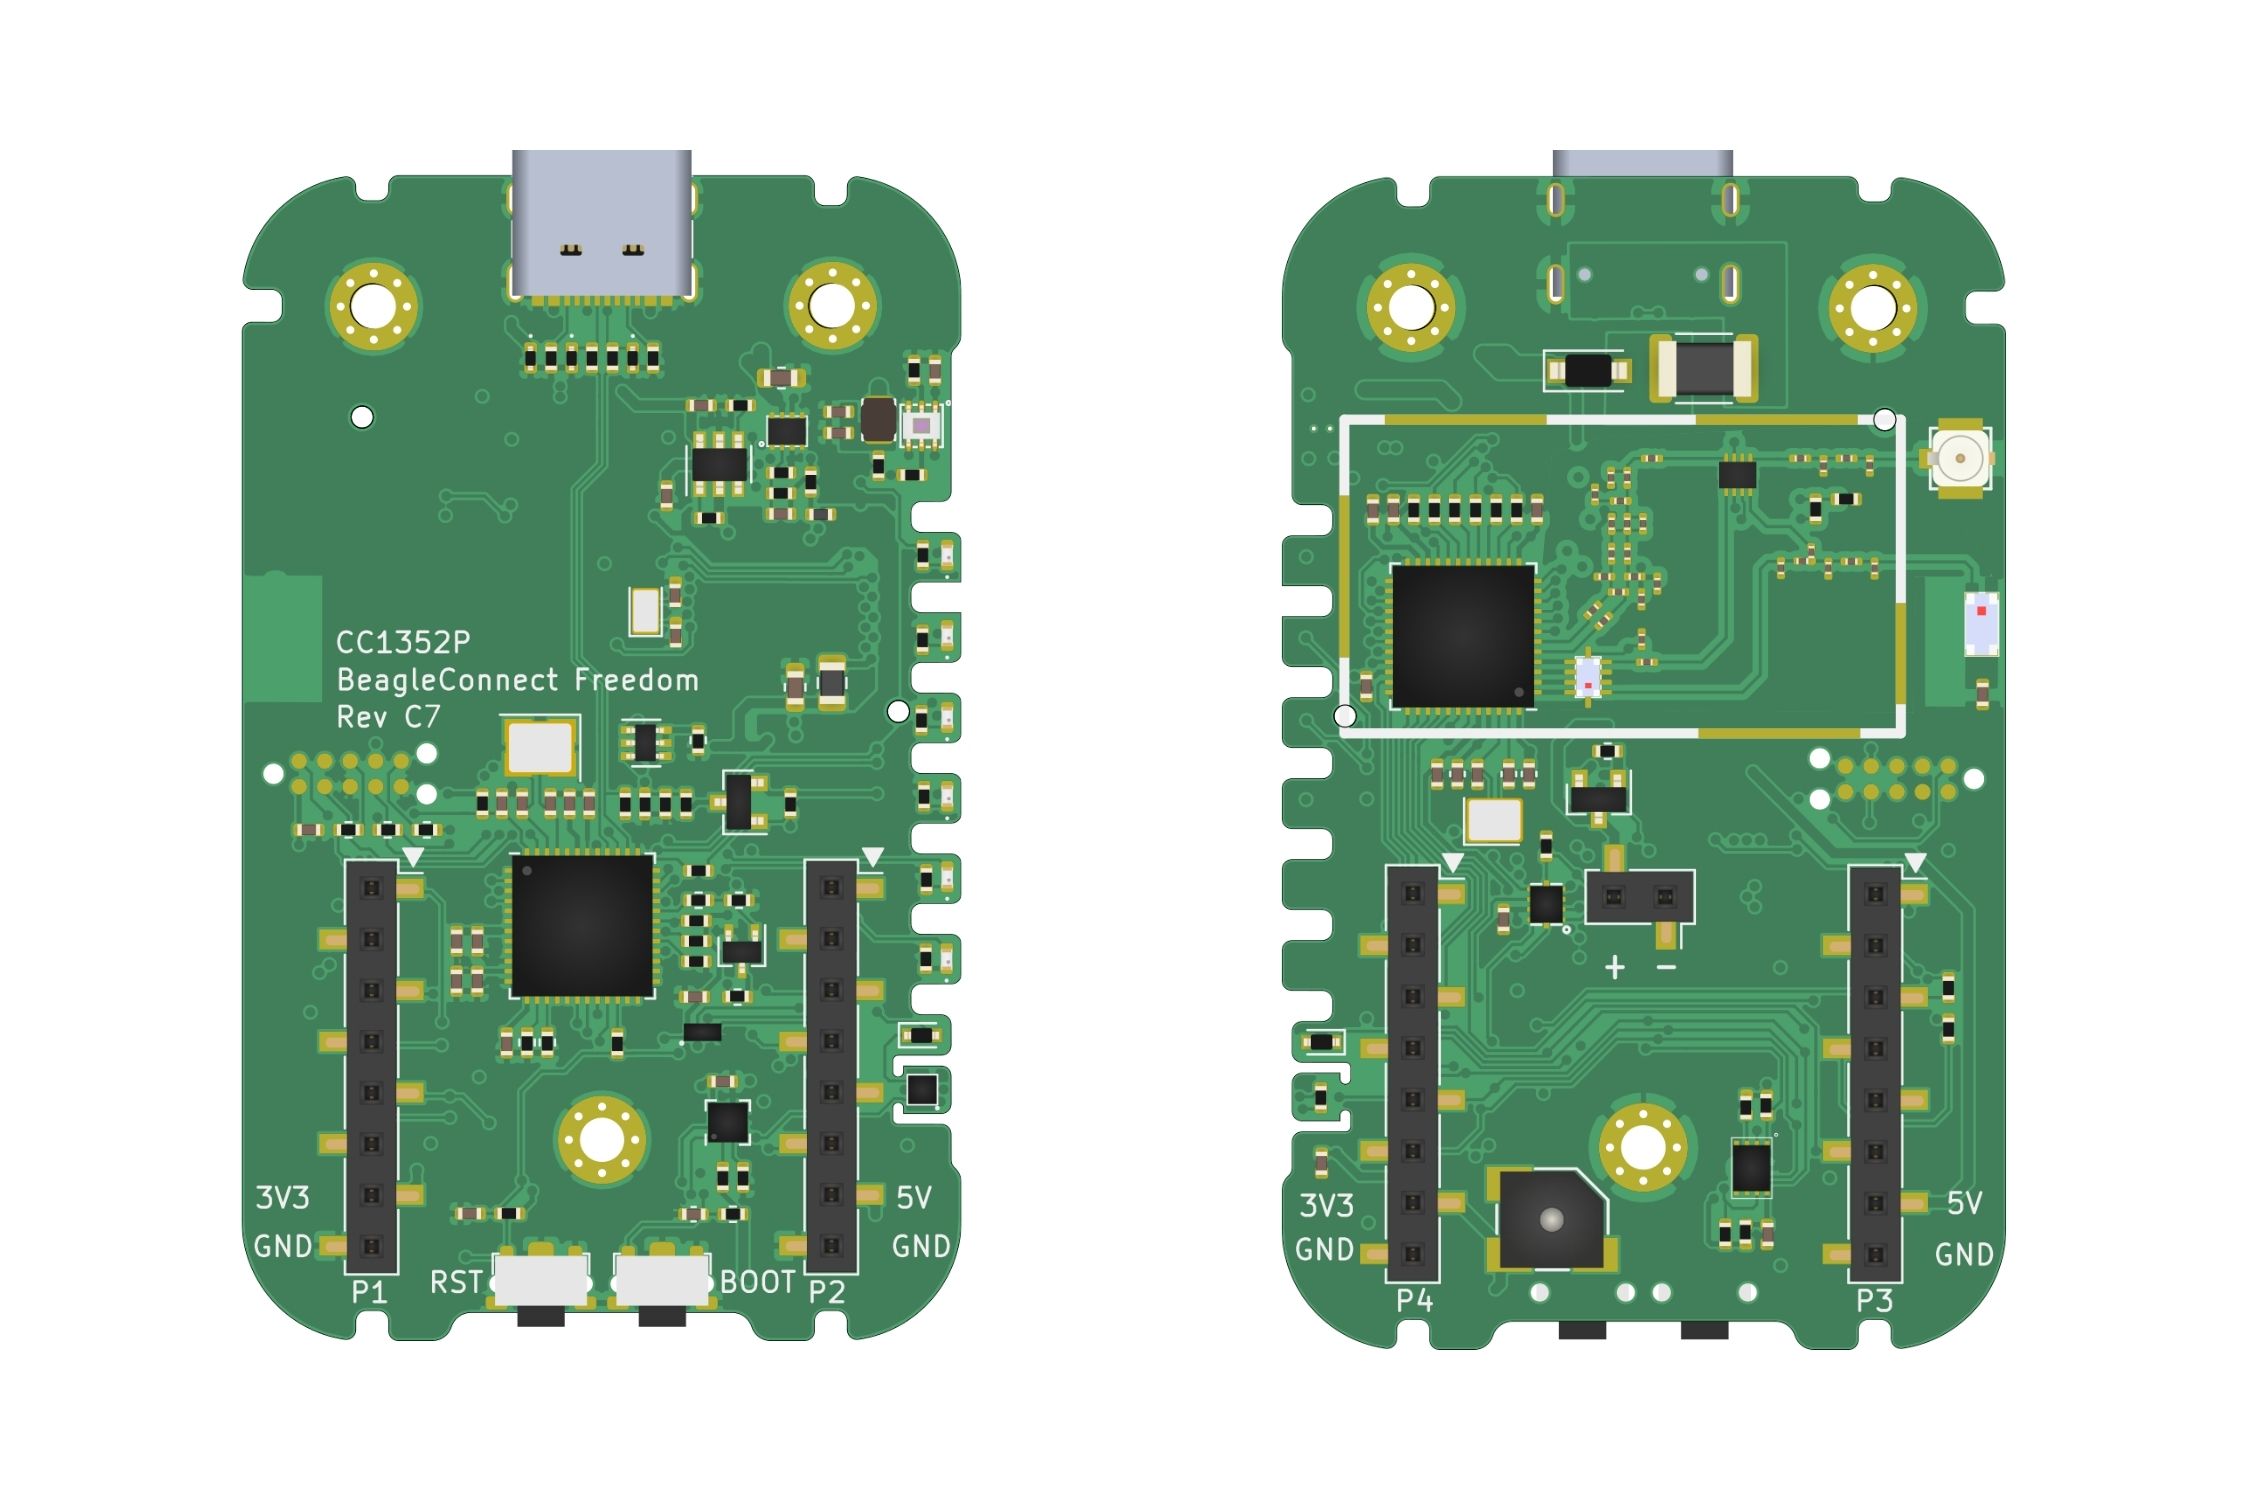 CC1352P
BeagleConnect Freedom
Rev C7
3V3
GND
P1
RST
BOOT
5V
GND
P2
+ -
3V3
GND
P4
5V
GND
P3